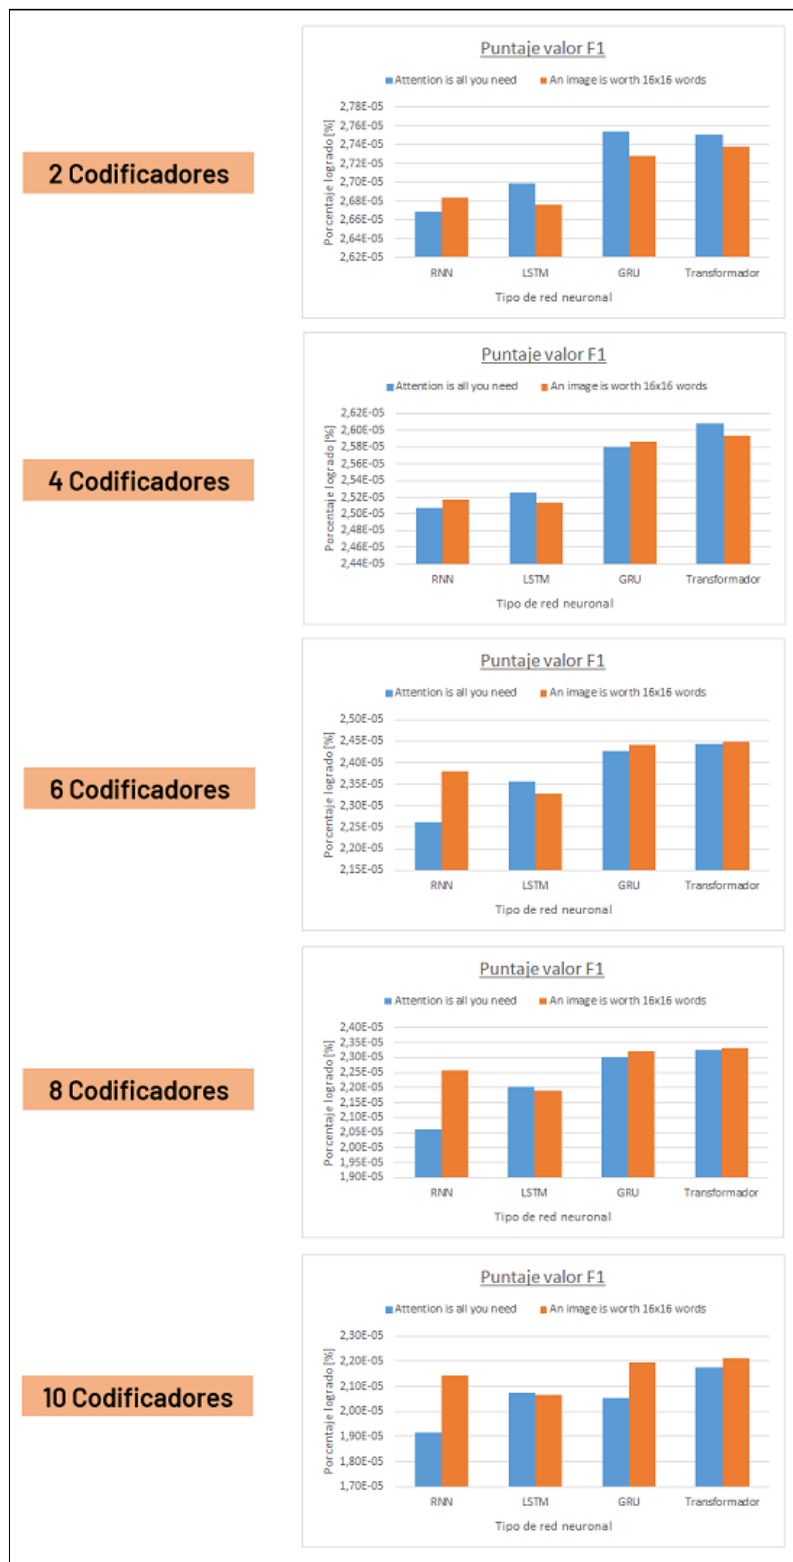 2 Codificadores
Puntaje valor F1
Attention is all you need An image is worth 16x16 words
Porcentaje logrado [%]
2,78E-05
2,76E-05
2,74E-05
2,72E-05
2,70E-05
2,68E-05
2,66E-05
2,64E-05
2,62E-05
RNN LSTM GRU Transformador
Tipo de red neuronal
4 Codificadores
Puntaje valor F1
Attention is all you need An image is worth 16x16 words
Porcentaje logrado [%]
2,62E-05
2,60E-05
2,58E-05
2,56E-05
2,54E-05
2,52E-05
2,50E-05
2,48E-05
2,46E-05
2,44E-05
RNN LSTM GRU Transformador
Tipo de red neuronal
6 Codificadores
Puntaje valor F1
Attention is all you need An image is worth 16x16 words
Porcentaje logrado [%]
2,50E-05
2,45E-05
2,40E-05
2,35E-05
2,30E-05
2,25E-05
2,20E-05
2,15E-05
RNN LSTM GRU Transformador
Tipo de red neuronal
8 Codificadores
Puntaje valor F1
Attention is all you need An image is worth 16x16 words
Porcentaje logrado [%]
2,40E-05
2,35E-05
2,30E-05
2,25E-05
2,20E-05
2,15E-05
2,10E-05
2,05E-05
2,00E-05
1,95E-05
1,90E-05
RNN LSTM GRU Transformador
Tipo de red neuronal
10 Codificadores
Puntaje valor F1
Attention is all you need An image is worth 16x16 words
Porcentaje logrado [%]
2,30E-05
2,20E-05
2,10E-05
2,00E-05
1,90E-05
1,80E-05
1,70E-05
RNN LSTM GRU Transformador
Tipo de red neuronal